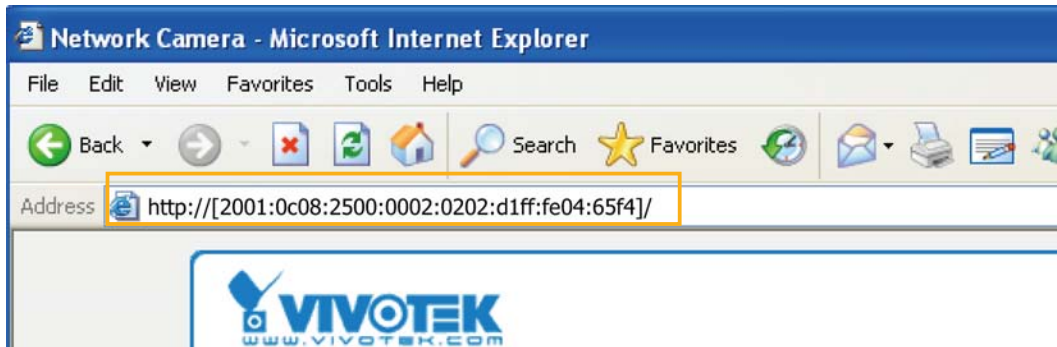 Network Camera - Microsoft Internet Explorer
File Edit View Favorites Tools Help
Back Search Favorites
Address http://[2001:0c08:2500:0002:0202:d1ff:fe04:65f4]/
VIVOTEK
www.vivotek.com